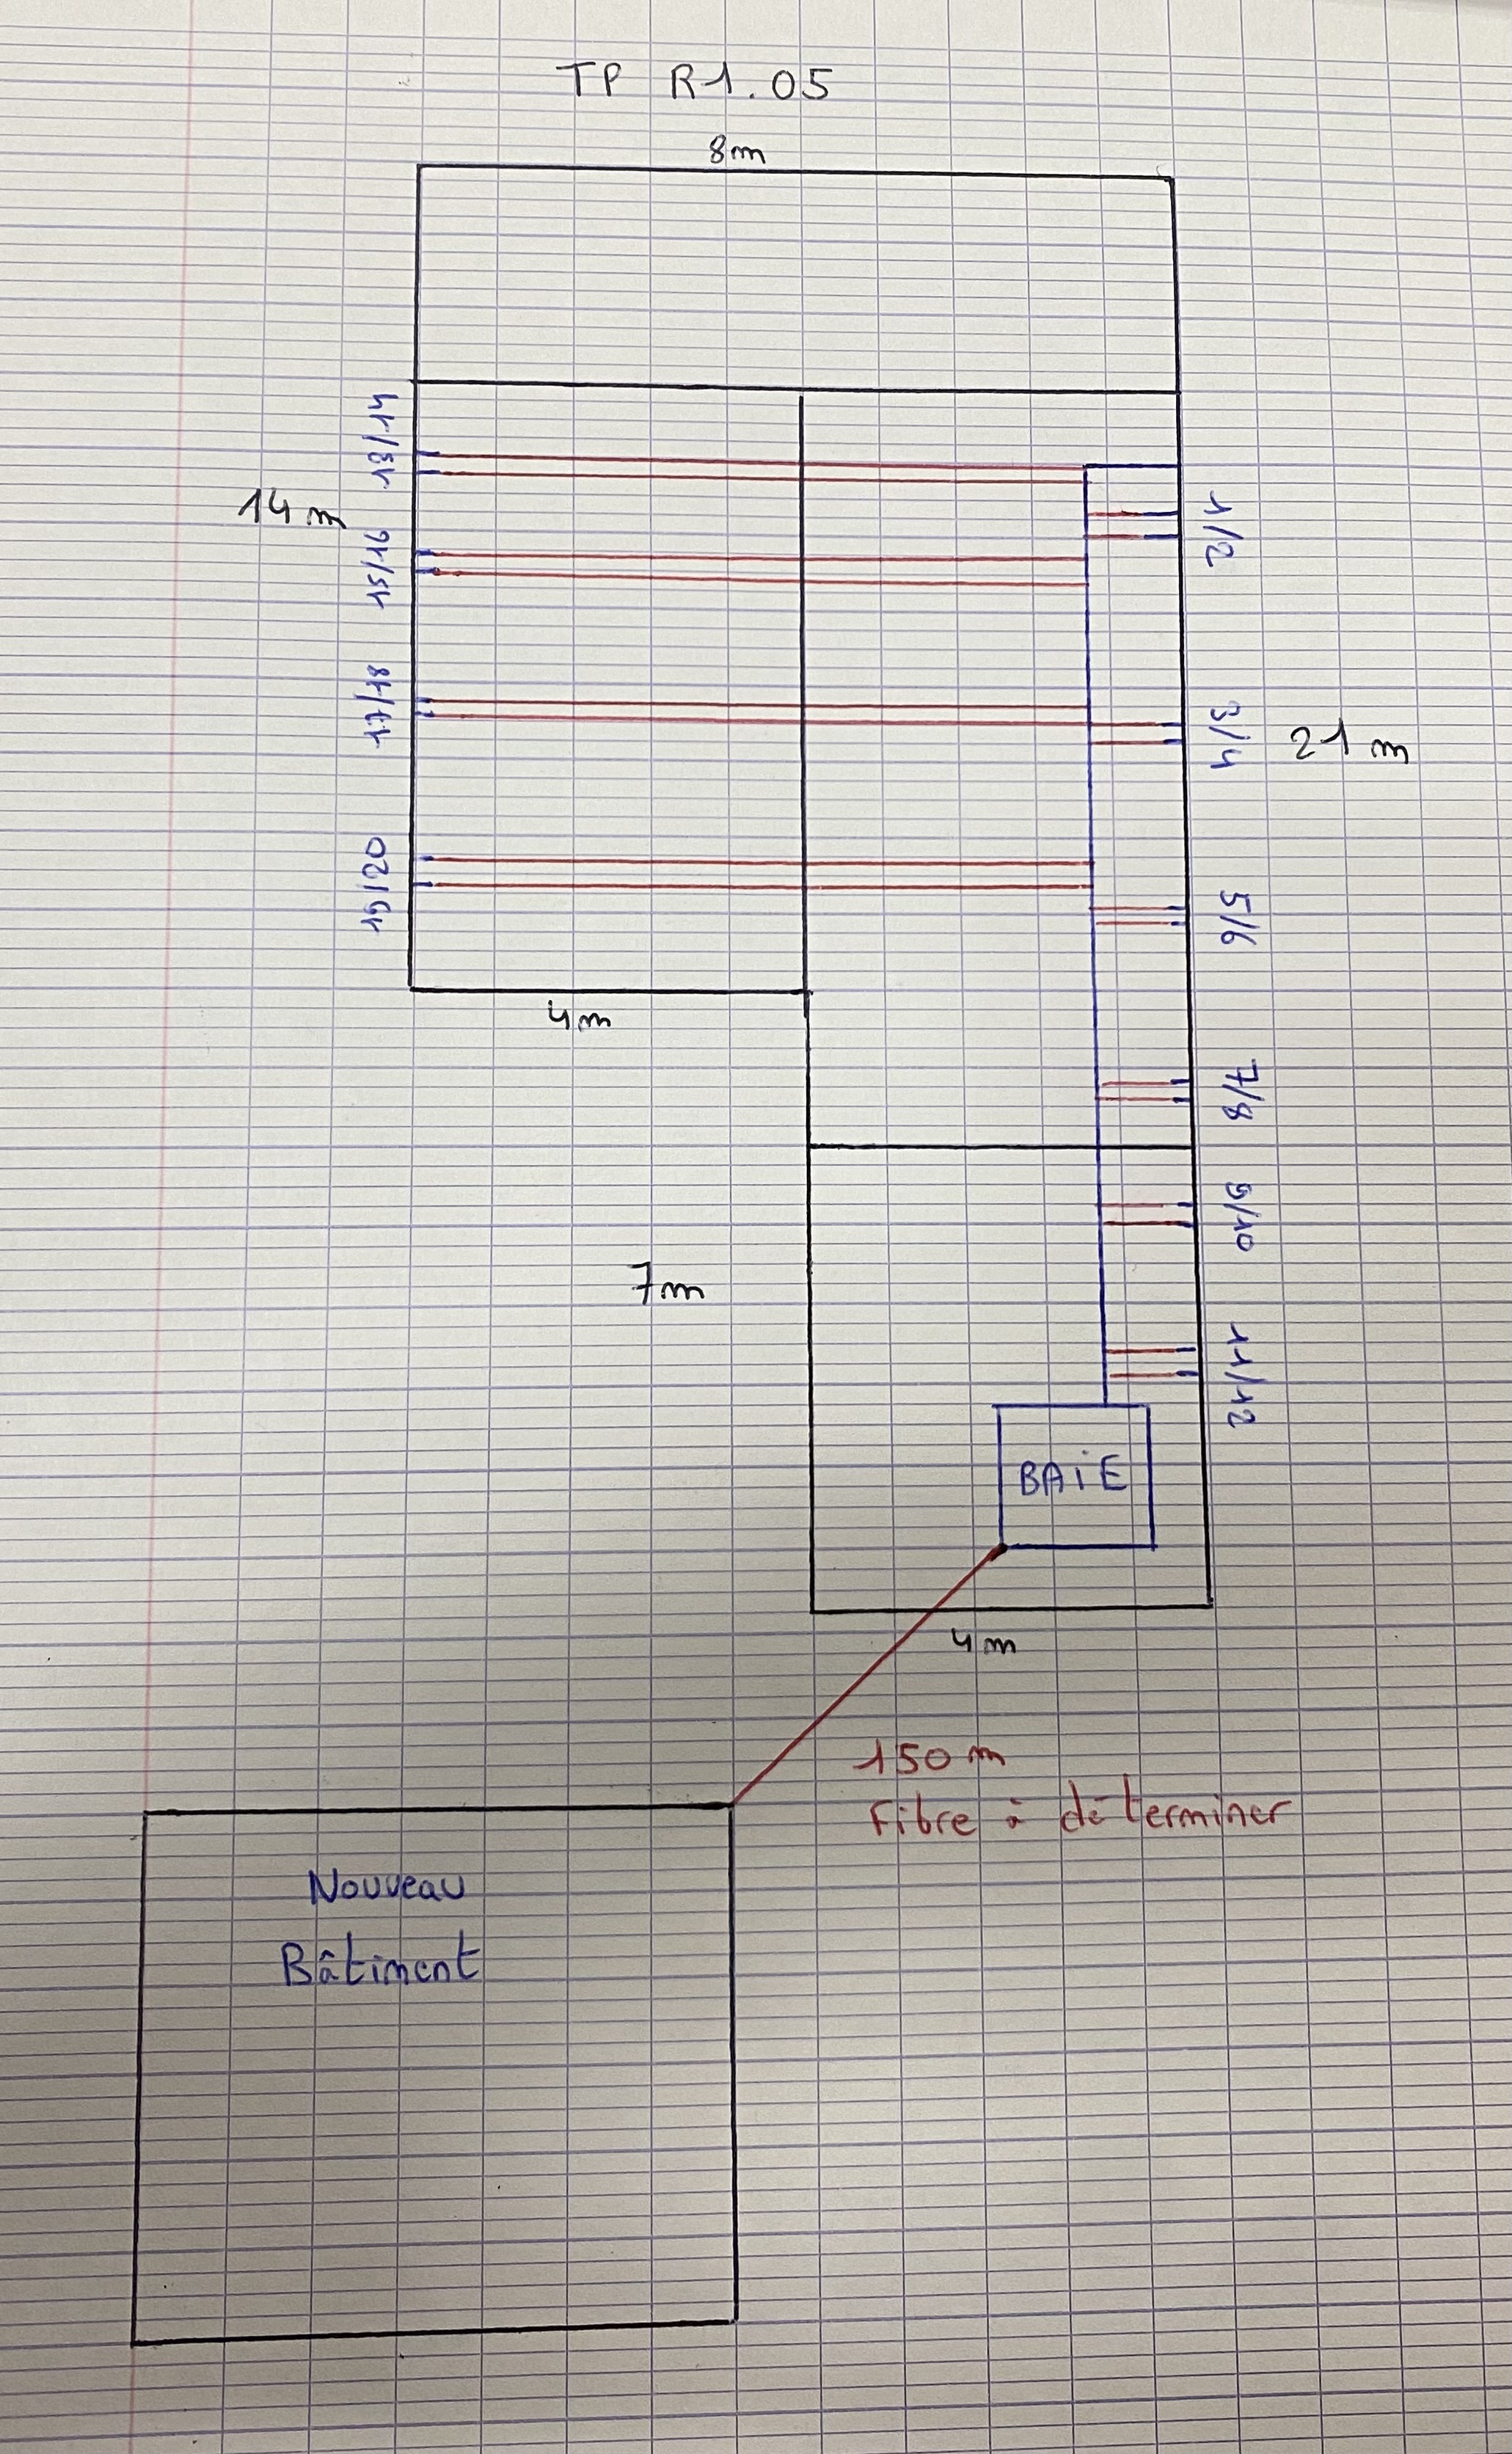 TP R1.05
8m
13/14
14 m
1/2
15/16
17/18
3/4
21 m
19/20
5/6
4m
7/8
9/10
7m
11/12
BAiE
4m
150 m
Fibre à déterminer
Nouveau
Bâtiment